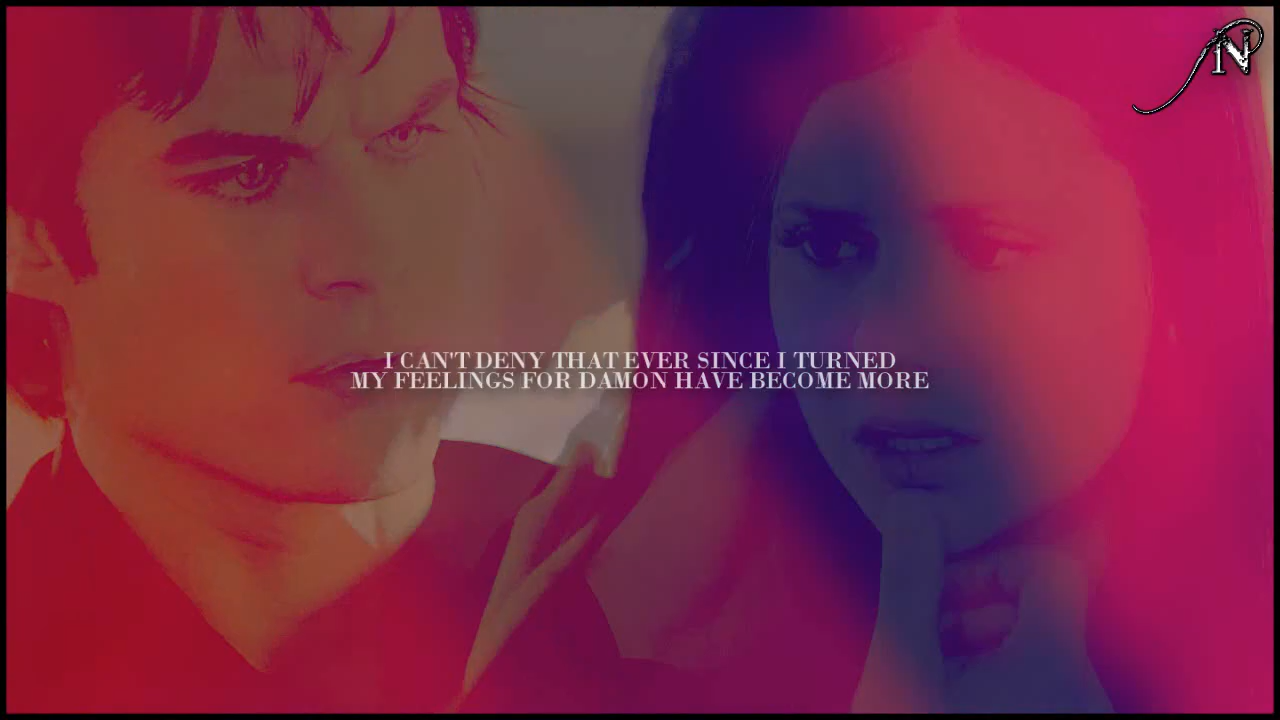 N
I CAN'T DENY THAT EVER SINCE I TURNED
MY FEELINGS FOR DAMON HAVE BECOME MORE